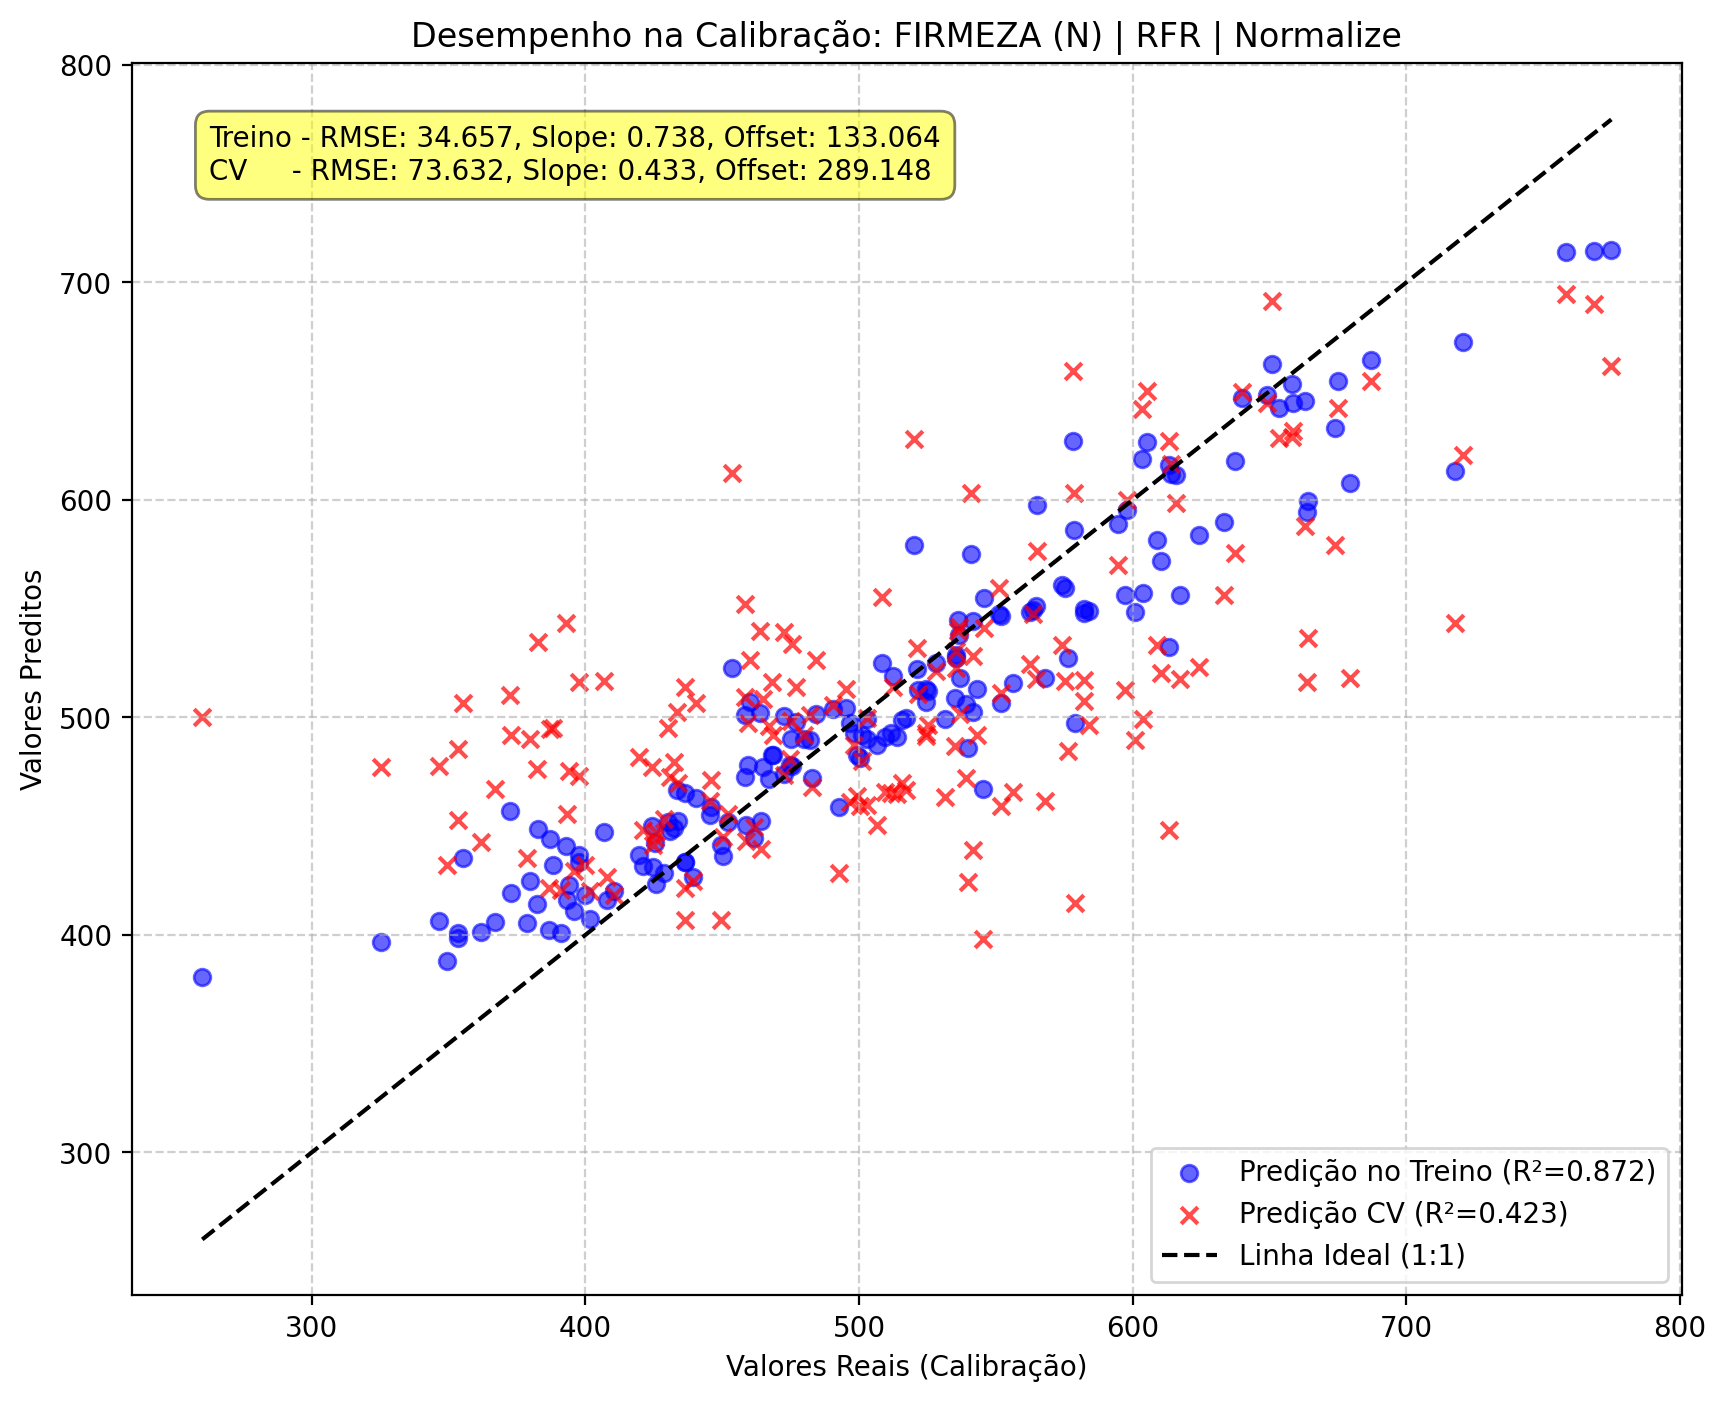 Desempenho na Calibração: FIRMEZA (N) | RFR | Normalize
Treino - RMSE: 34.657, Slope: 0.738, Offset: 133.064
CV     - RMSE: 73.632, Slope: 0.433, Offset: 289.148
Valores Preditos
800
700
600
500
400
300
Predição no Treino (R²=0.872)
Predição CV (R²=0.423)
Linha Ideal (1:1)
300 400 500 600 700 800
Valores Reais (Calibração)